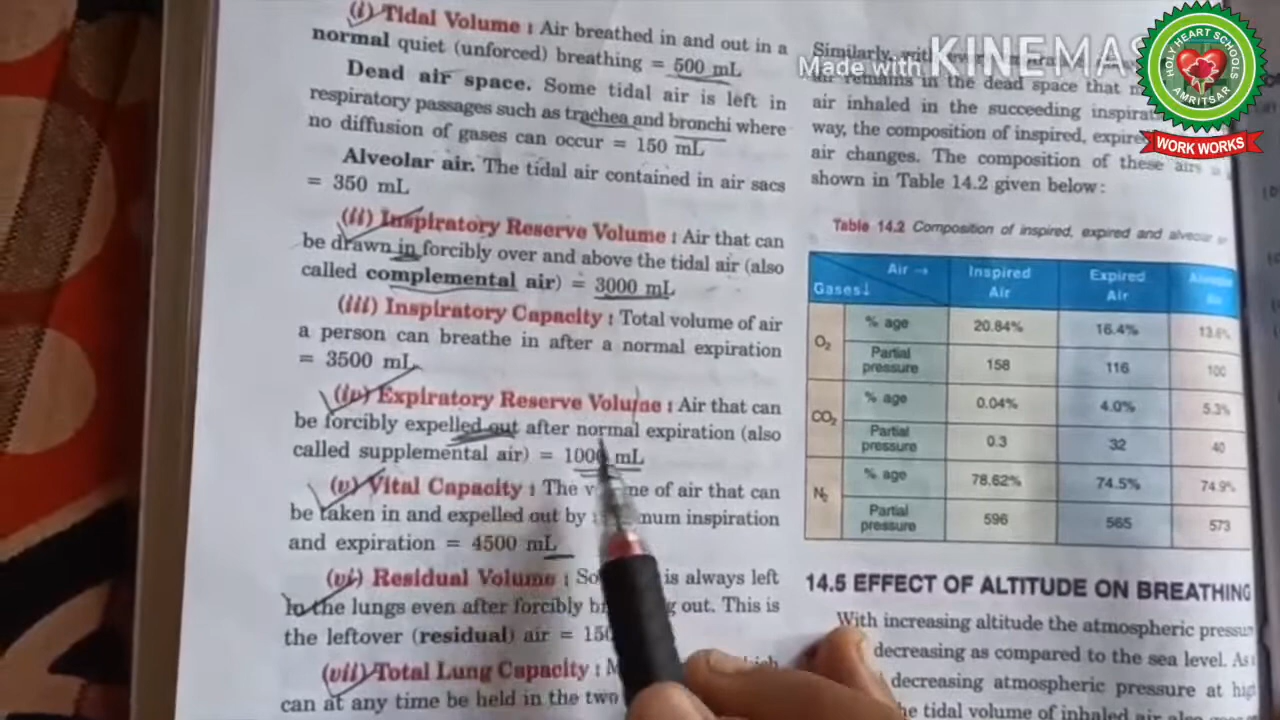 (i) Tidal Volume : Air breathed in and out in a
normal quiet (unforced) breathing = 500 mL
Dead air space. Some tidal air is left in
respiratory passages such as trachea and bronchi where
no diffusion of gases can occur = 150 mL
Alveolar air. The tidal air contained in air sacs
= 350 mL
(ii) Inspiratory Reserve Volume : Air that can
be drawn in forcibly over and above the tidal air (also
called complemental air) = 3000 mL
(iii) Inspiratory Capacity : Total volume of air
a person can breathe in after a normal expiration
= 3500 mL
(iv) Expiratory Reserve Volume : Air that can
be forcibly expelled out after normal expiration (also
called supplemental air) = 1000 mL
(v) Vital Capacity : The of air that can
be taken in and expelled out by inspiration
and expiration = 4500 mL
(vi) Residual Volume : is always left
in the lungs even after forcibly out. This is
the leftover (residual) air =
(vii) Total Lung Capacity :
can at any time be held in the two
Similarly, with
air remains in the dead space that
air inhaled in the succeeding
way, the composition of inspired,
air changes. The composition of these airs
shown in Table 14.2 given below :
Table 14.2 Composition of inspired, expired and
Air → Inspired Air Expired Air
Gases↓
O₂ % age 20.84% 16.4% 13.6%
Partial pressure 158 116 100
CO₂ % age 0.04% 4.0% 5.3%
Partial pressure 0.3 32 40
N₂ % age 78.62% 74.5% 74.9%
Partial pressure 596 565 573
14.5 EFFECT OF ALTITUDE ON BREATHING
With increasing altitude the atmospheric
decreasing as compared to the sea level.
decreasing atmospheric pressure at
the tidal volume of inhaled air
Made with KINEMA
HOLY HEART SCHOOLS
AMRITSAR
WORK WORKS